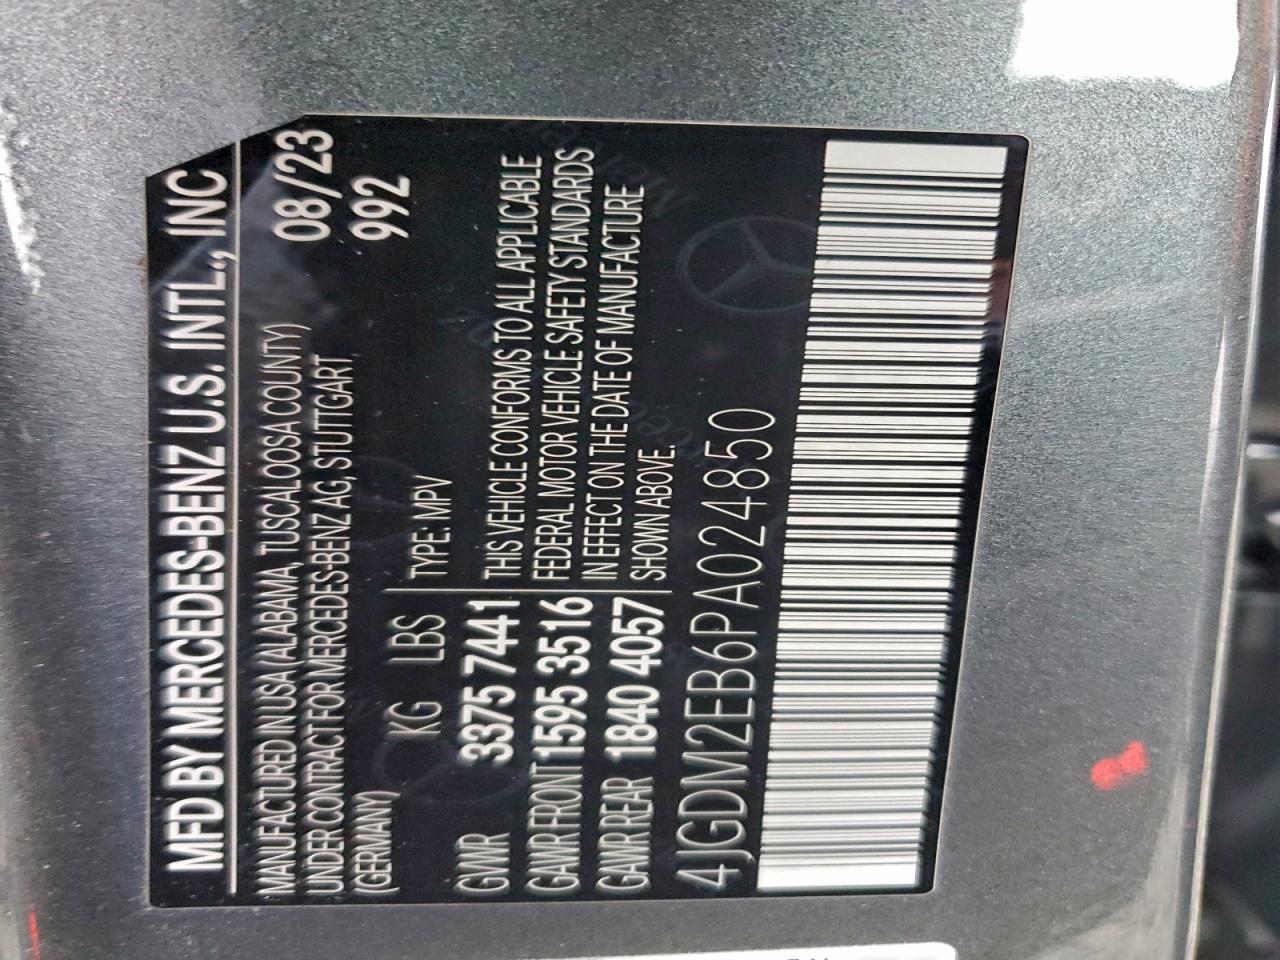 MFD BY MERCEDES-BENZ U.S. INTL., INC
MANUFACTURED IN USA (ALABAMA, TUSCALOOSA COUNTY) 08/23
UNDER CONTRACT FOR MERCEDES-BENZ AG, STUTTGART
(GERMANY) 992
KG LBS TYPE: MPV
GWR 3375 7441
GAWR FRONT 1595 3516
GAWR REAR 1840 4057
THIS VEHICLE CONFORMS TO ALL APPLICABLE
FEDERAL MOTOR VEHICLE SAFETY STANDARDS
IN EFFECT ON THE DATE OF MANUFACTURE
SHOWN ABOVE.
4JGDM2EB6PA024850